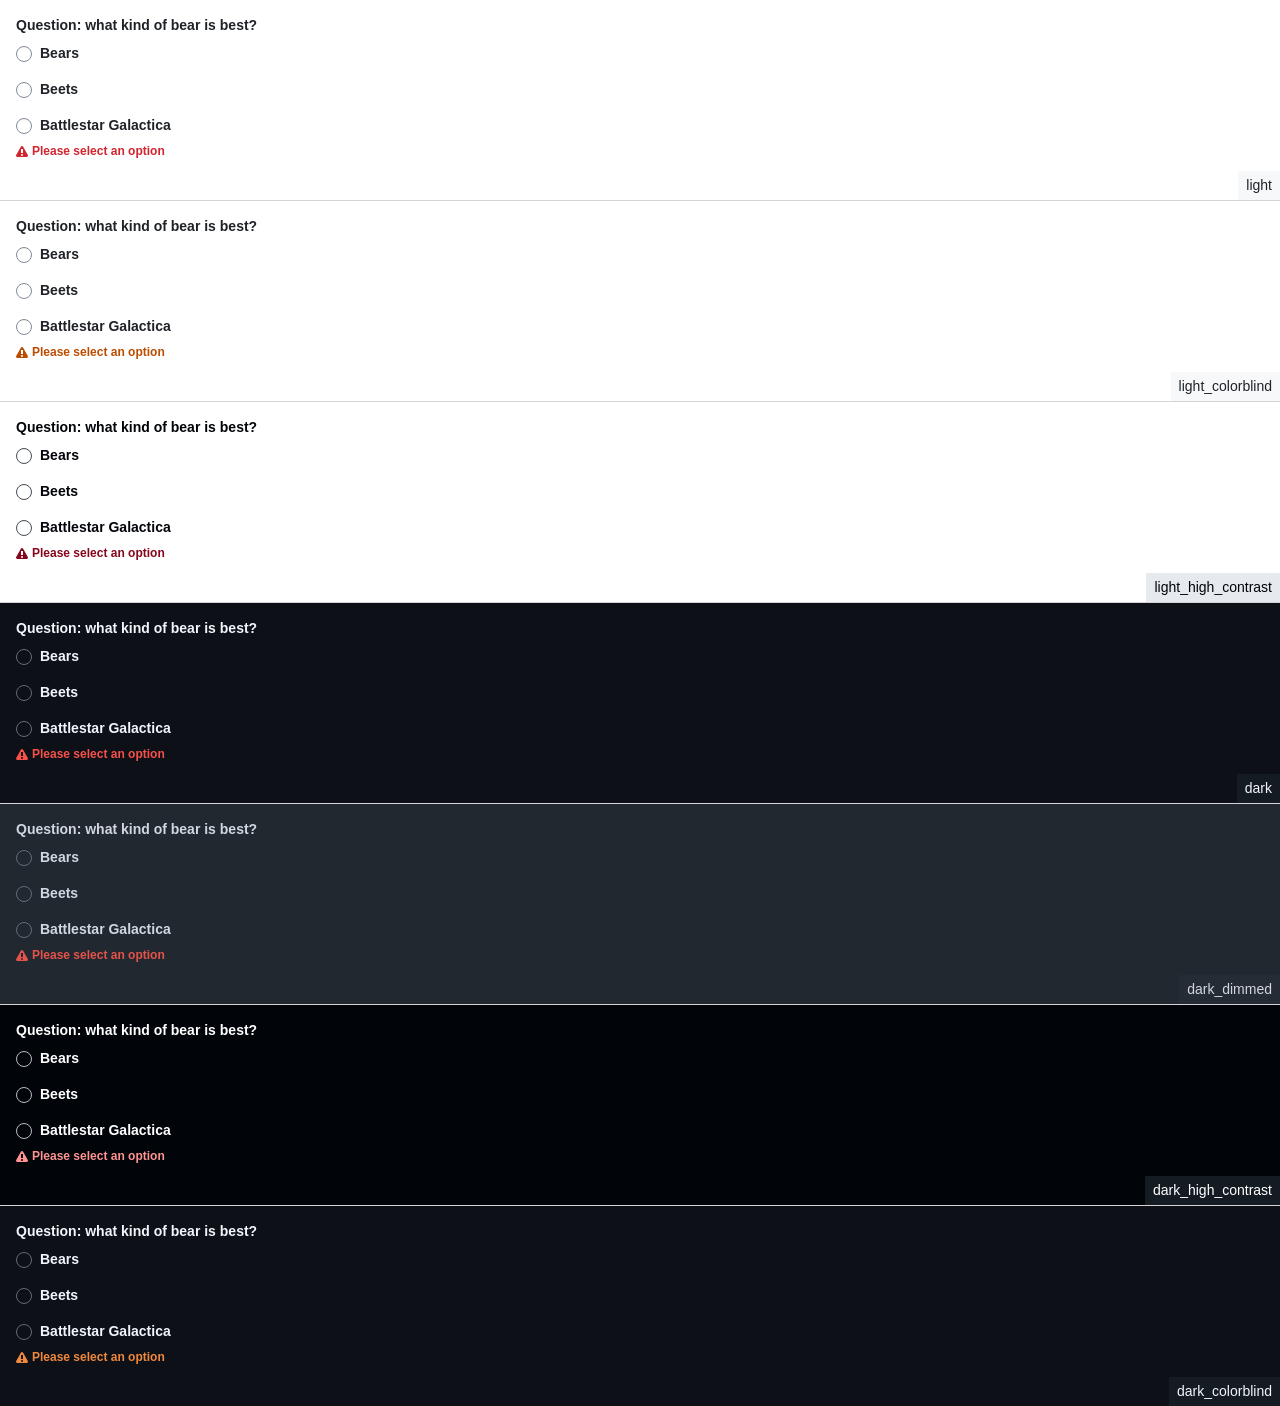 Question: what kind of bear is best?
Bears
Beets
Battlestar Galactica
Please select an option
light
Question: what kind of bear is best?
Bears
Beets
Battlestar Galactica
Please select an option
light_colorblind
Question: what kind of bear is best?
Bears
Beets
Battlestar Galactica
Please select an option
light_high_contrast
Question: what kind of bear is best?
Bears
Beets
Battlestar Galactica
Please select an option
dark
Question: what kind of bear is best?
Bears
Beets
Battlestar Galactica
Please select an option
dark_dimmed
Question: what kind of bear is best?
Bears
Beets
Battlestar Galactica
Please select an option
dark_high_contrast
Question: what kind of bear is best?
Bears
Beets
Battlestar Galactica
Please select an option
dark_colorblind